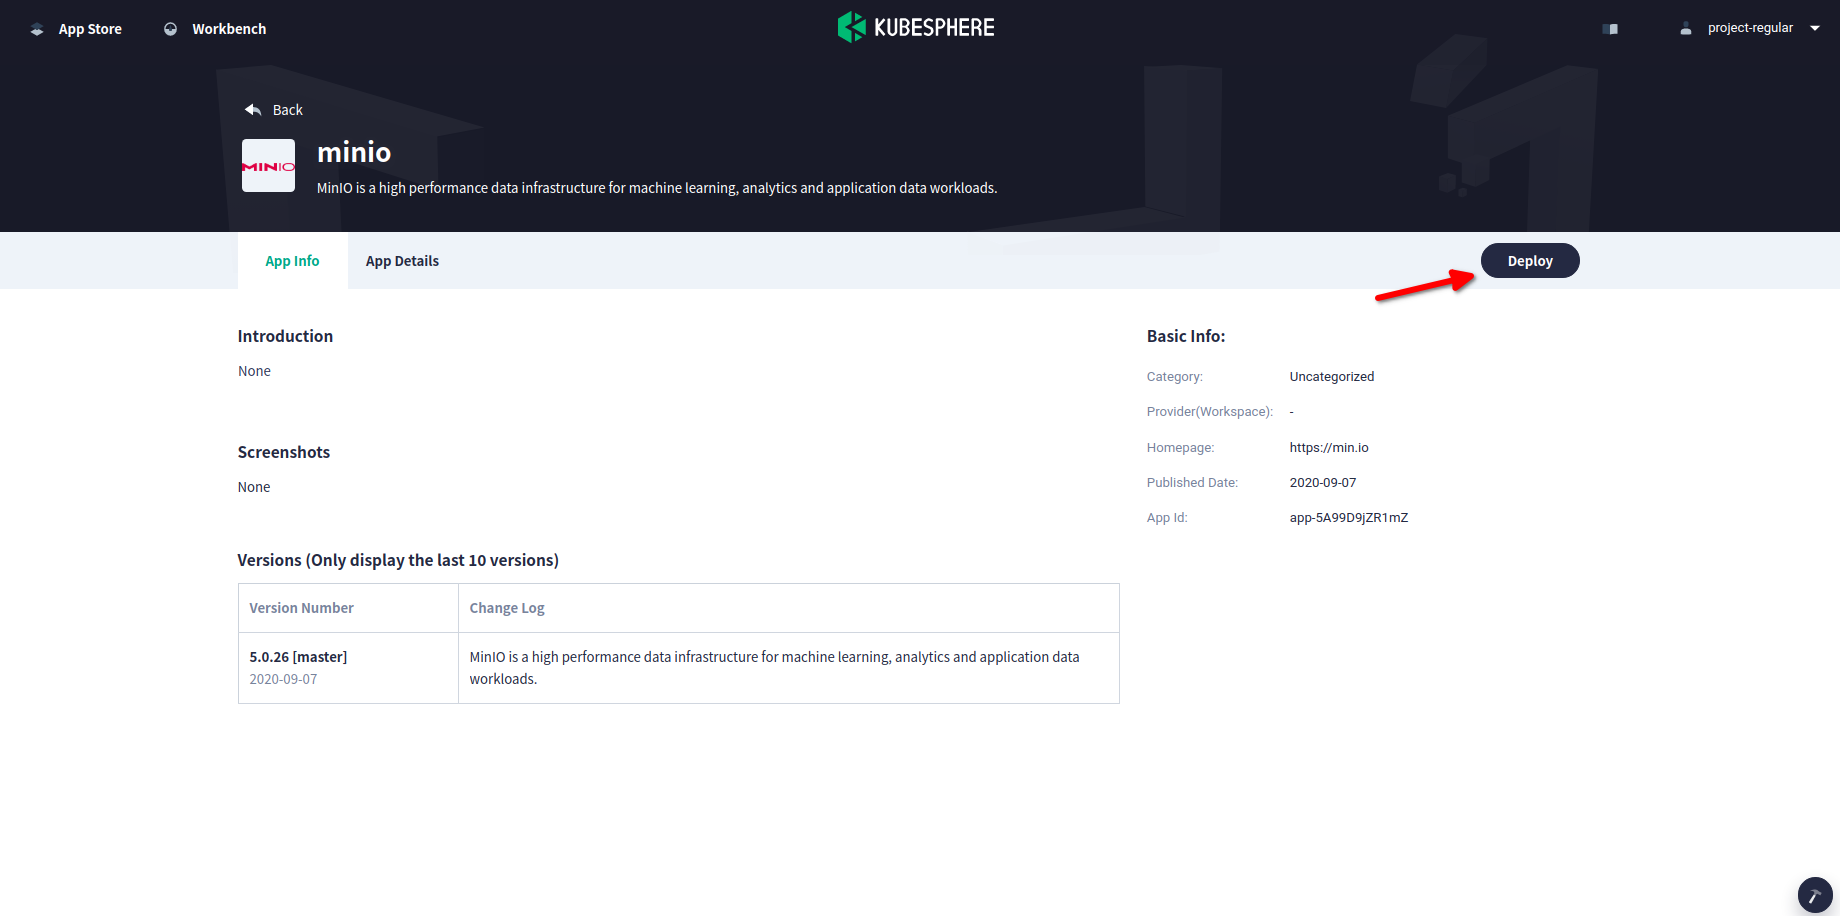 App Store
Workbench
KUBESPHERE
project-regular
Back
MINIO
minio
MinIO is a high performance data infrastructure for machine learning, analytics and application data workloads.
App Info
App Details
Deploy
Introduction
None
Screenshots
None
Versions (Only display the last 10 versions)
Version Number
Change Log
5.0.26 [master]
2020-09-07
MinIO is a high performance data infrastructure for machine learning, analytics and application data
workloads.
Basic Info:
Category: Uncategorized
Provider(Workspace): -
Homepage: https://min.io
Published Date: 2020-09-07
App Id: app-5A99D9jZR1mZ